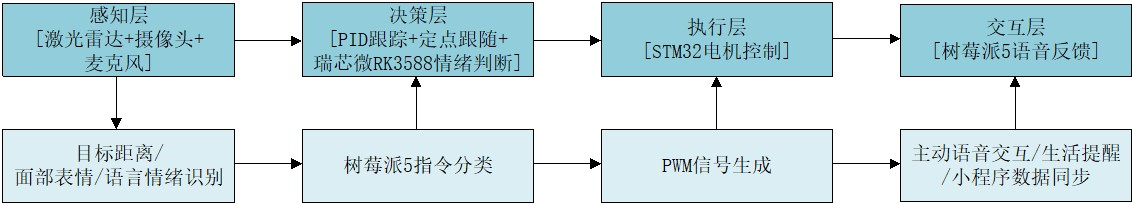 感知层
[激光雷达+摄像头+
麦克风]
决策层
[PID跟踪+定点跟随+
瑞芯微RK3588情绪判断]
执行层
[STM32电机控制]
交互层
[树莓派5语音反馈]
目标距离/
面部表情/语言情绪识别
树莓派5指令分类
PWM信号生成
主动语音交互/生活提醒
/小程序数据同步